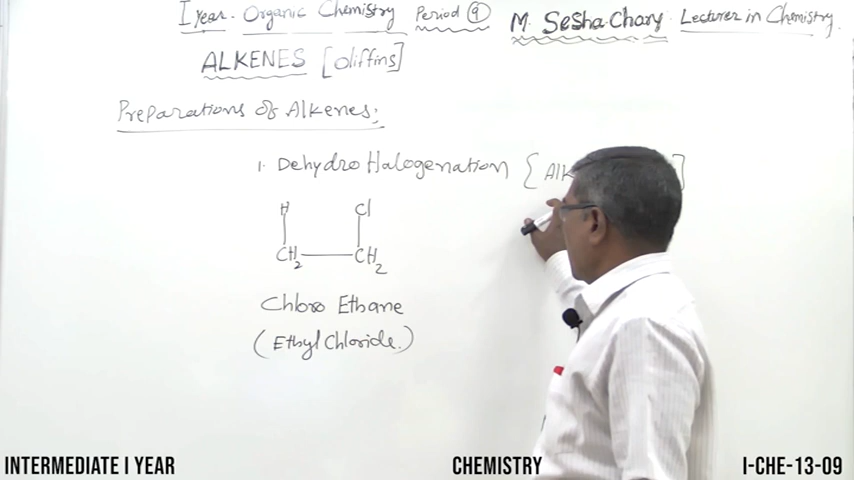 I year. Organic Chemistry Period 9 M. Sesha Chary Lecturer in Chemistry.
ALKENES [Oliffins]
Preparations of Alkenes:
1. Dehydro Halogenation {
H Cl
CH2 CH2
Chloro Ethane
(Ethyl Chloride.)
INTERMEDIATE I YEAR CHEMISTRY I-CHE-13-09